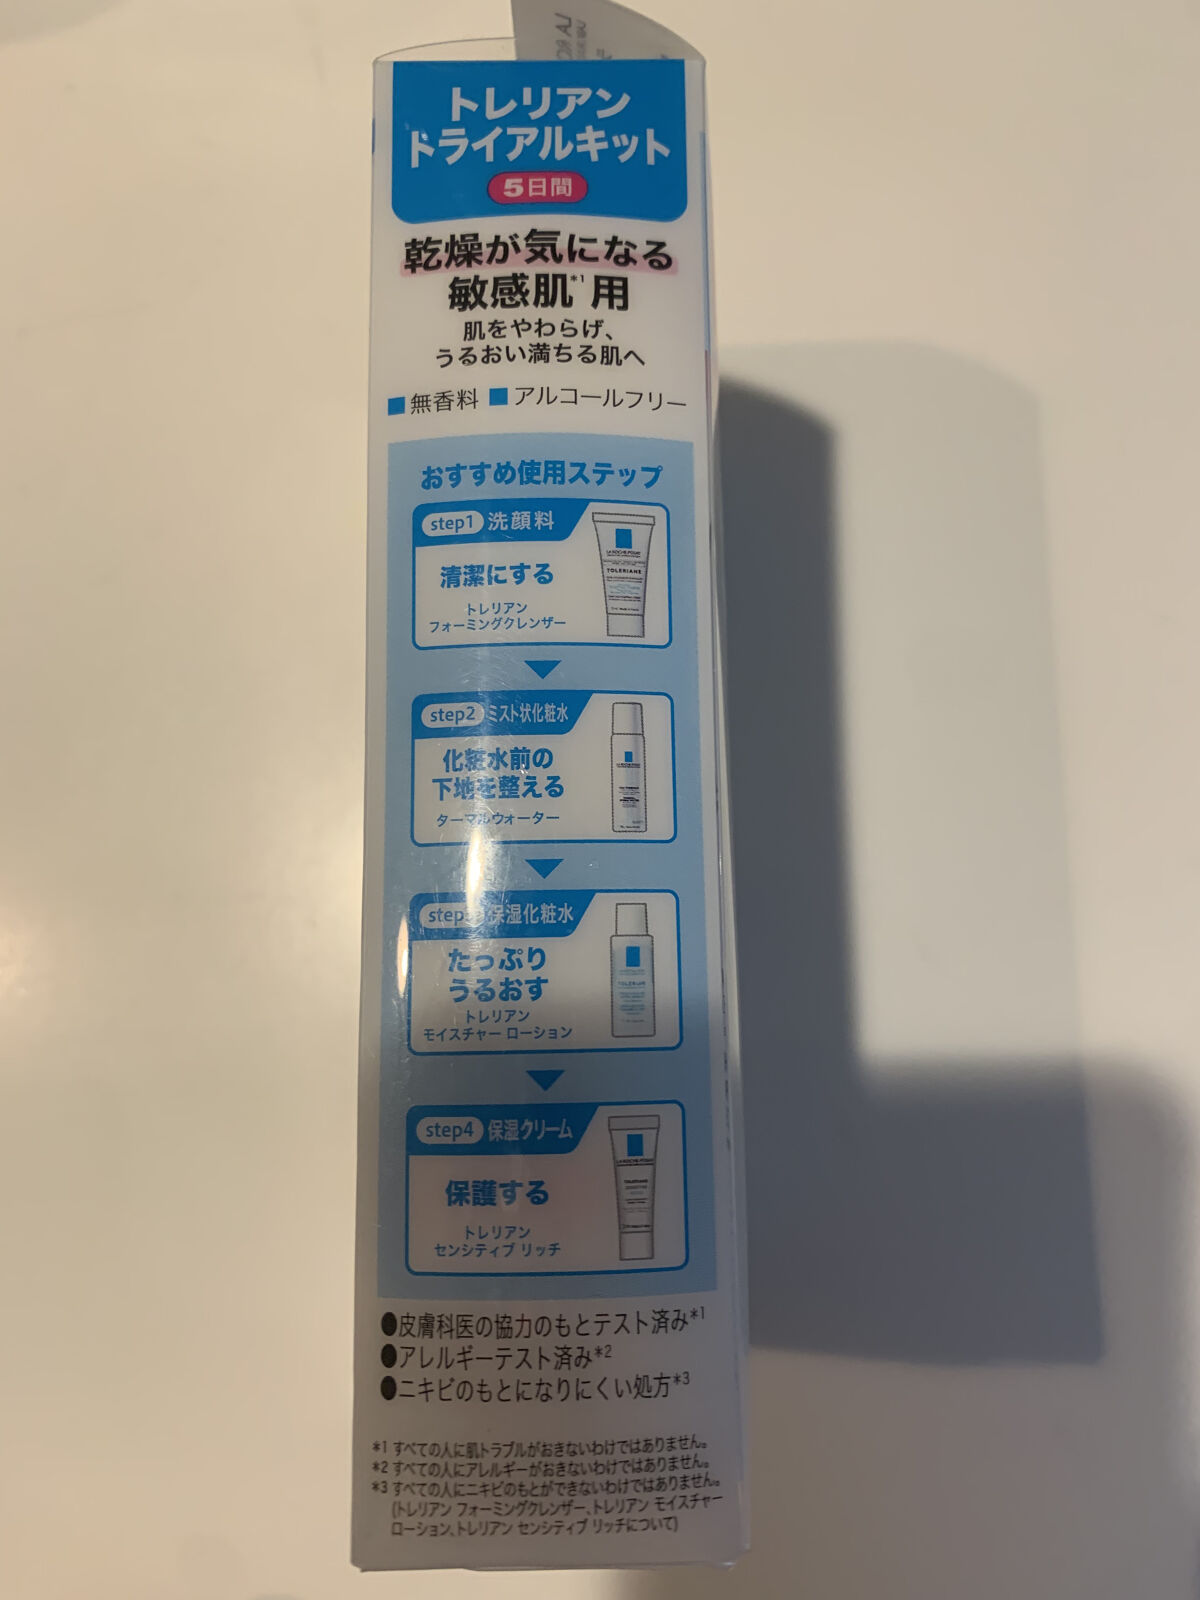 トレリアン
トライアルキット
5日間
乾燥が気になる
敏感肌*1用
肌をやわらげ、
うるおい満ちる肌へ
■無香料 ■アルコールフリー
おすすめ使用ステップ
step1 洗顔料
清潔にする
トレリアン
フォーミングクレンザー
LA ROCHE-POSAY
TOLERIANE
step2 ミスト状化粧水
化粧水前の
下地を整える
ターマルウォーター
step3 保湿化粧水
たっぷり
うるおす
トレリアン
モイスチャー ローション
TOLERIANE
step4 保湿クリーム
保護する
トレリアン
センシティブ リッチ
LA ROCHE-POSAY
TOLERIANE
●皮膚科医の協力のもとテスト済み*1
●アレルギーテスト済み*2
●ニキビのもとになりにくい処方*3
*1 すべての人に肌トラブルがおきないわけではありません。
*2 すべての人にアレルギーがおきないわけではありません。
*3 すべての人にニキビのもとができないわけではありません。
(トレリアン フォーミングクレンザー、トレリアン モイスチャー
ローション、トレリアン センシティブ リッチについて)